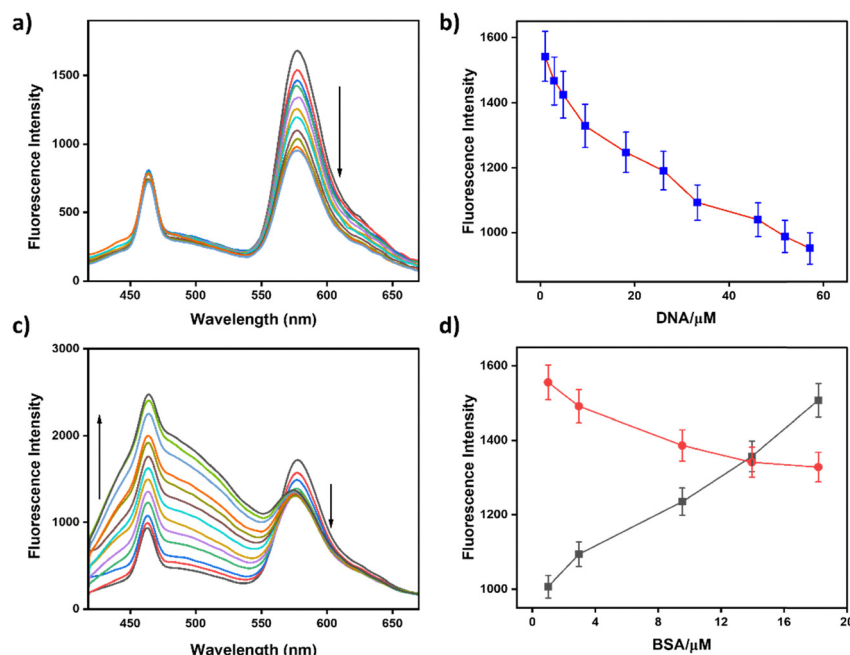 a)
Fluorescence Intensity
1500
1000
500
0
450 500 550 600 650
Wavelength (nm)
b)
Fluorescence Intensity
1600
1400
1200
1000
0 20 40 60
DNA/μM
c)
Fluorescence Intensity
3000
2000
1000
0
450 500 550 600 650
Wavelength (nm)
d)
Fluorescence Intensity
1600
1400
1200
1000
0 4 8 12 16 20
BSA/μM